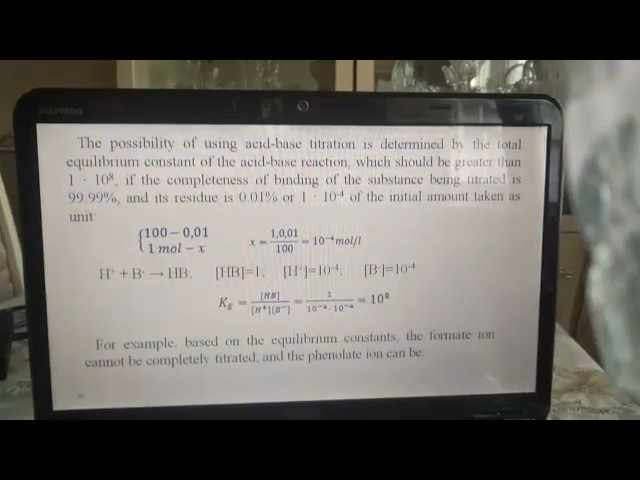 INSPIRON
The possibility of using acid-base titration is determined by the total
equilibrium constant of the acid-base reaction, which should be greater than
1 · 10⁸, if the completeness of binding of the substance being titrated is
99.99%, and its residue is 0.01% or 1 · 10⁻⁴ of the initial amount taken as
unit
{100 − 0,01
1 mol − x
x = 1,0,01/100 = 10⁻⁴mol/l
H⁺ + B⁻ → HB; [HB]=1, [H⁺]=10⁻⁴; [B⁻]=10⁻⁴
K_E = [HB]/[H⁺][B⁻] = 1/10⁻⁴·10⁻⁴ = 10⁸
For example, based on the equilibrium constants, the formate ion
cannot be completely titrated, and the phenolate ion can be.